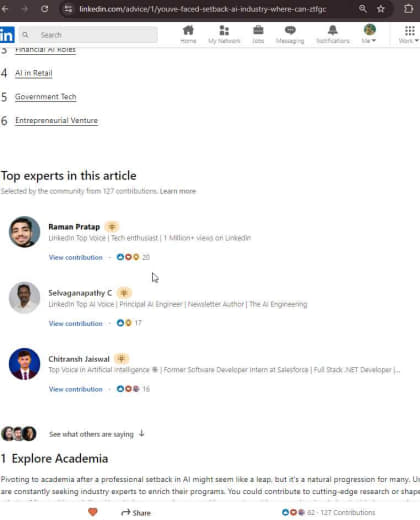 linkedin.com/advice/1/youve-faced-setback-ai-industry-where-can-ztfgc
in
Search
Home
My Network
Jobs
Messaging
Notifications
Me
Work
3 Financial AI Roles
4 AI in Retail
5 Government Tech
6 Entrepreneurial Venture
Top experts in this article
Selected by the community from 127 contributions. Learn more
Raman Pratap
LinkedIn Top Voice | Tech enthusiast | 1 Million+ views on LinkedIn
View contribution · 20
Selvaganapathy C
LinkedIn Top AI Voice | Principal AI Engineer | Newsletter Author | The AI Engineering
View contribution · 17
Chitransh Jaiswal
Top Voice in Artificial Intelligence | Former Software Developer Intern at Salesforce | Full Stack .NET Developer |...
View contribution · 16
See what others are saying ↓
1 Explore Academia
Pivoting to academia after a professional setback in AI might seem like a leap, but it's a natural progression for many. Un
are constantly seeking industry experts to enrich their programs. You could contribute to cutting-edge research or shap
Share
62 · 127 Contributions